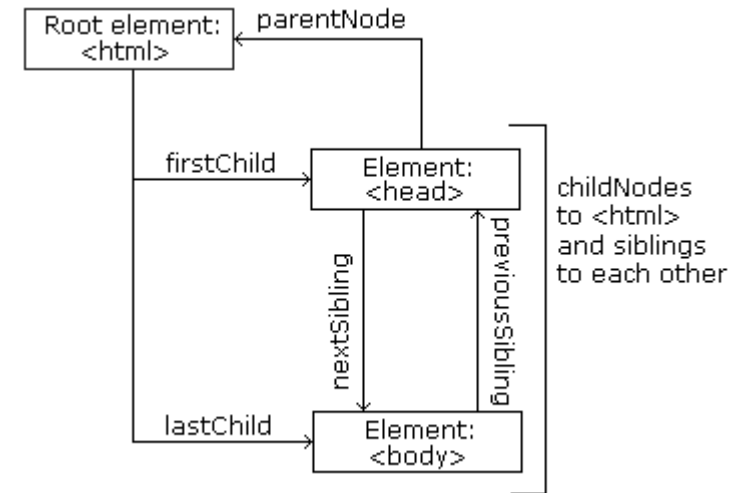 Root element:
<html>
parentNode
firstChild
Element:
<head>
childNodes
to <html>
and siblings
to each other
nextSibling
previousSibling
lastChild
Element:
<body>